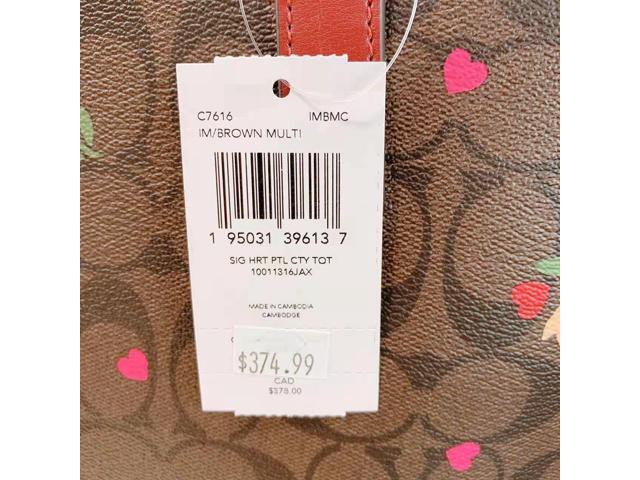 C7616 IMBMC
IM/BROWN MULTI
1 95031 39613 7
SIG HRT PTL CTY TOT
10011316JAX
MADE IN CAMBODIA
CAMBODGE
$374.99
CAD
$378.00